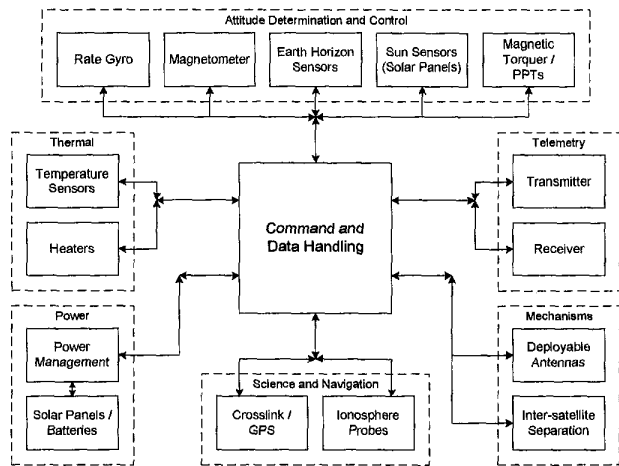 Attitude Determination and Control
Rate Gyro
Magnetometer
Earth Horizon
Sensors
Sun Sensors
(Solar Panels)
Magnetic
Torquer /
PPTs
Thermal
Temperature
Sensors
Heaters
Command and
Data Handling
Telemetry
Transmitter
Receiver
Power
Power
Management
Solar Panels /
Batteries
Science and Navigation
Crosslink /
GPS
Ionosphere
Probes
Mechanisms
Deployable
Antennas
Inter-satellite
Separation